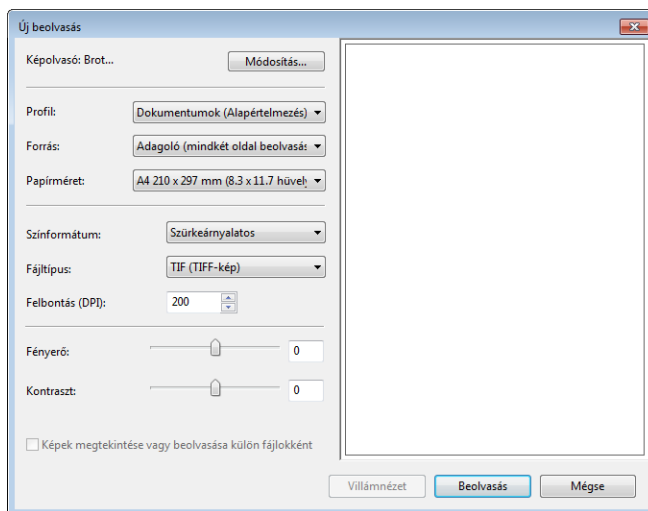 Új beolvasás
Képolvasó: Brot... Módosítás...
Profil: Dokumentumok (Alapértelmezés)
Forrás: Adagoló (mindkét oldal beolvasás
Papírméret: A4 210 x 297 mm (8.3 x 11.7 hüvely
Színformátum: Szürkeárnyalatos
Fájltípus: TIF (TIFF-kép)
Felbontás (DPI): 200
Fényerő: 0
Kontraszt: 0
Képek megtekintése vagy beolvasása külön fájlokként
Villámnézet Beolvasás Mégse